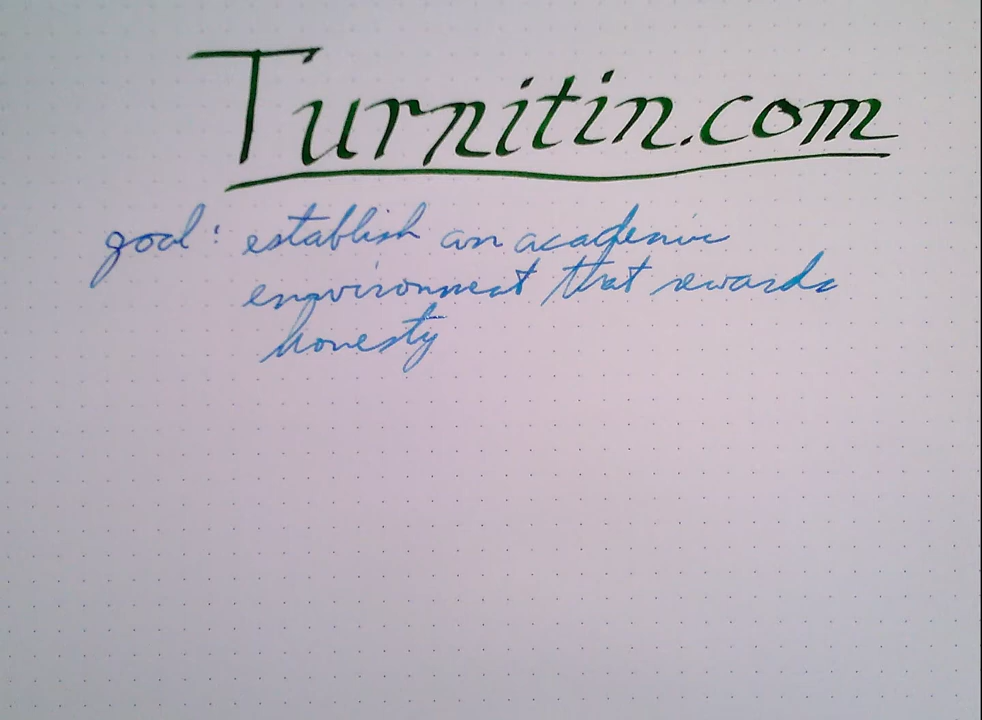 Turnitin.com
goal: establish an academic
environment that rewards
honesty